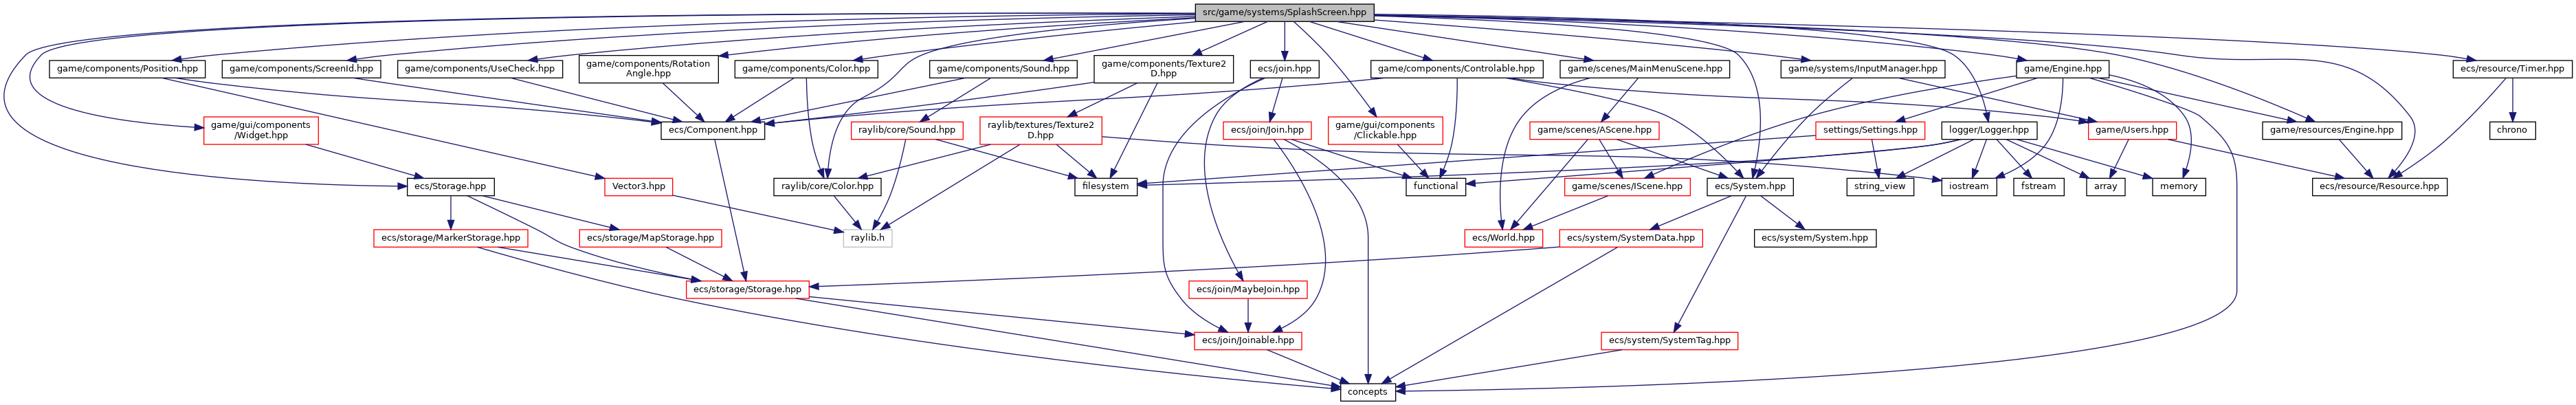 src/game/systems/SplashScreen.hpp
game/components/Position.hpp
game/components/ScreenId.hpp
game/components/UseCheck.hpp
game/components/Rotation
Angle.hpp
game/components/Color.hpp
game/components/Sound.hpp
game/components/Texture2
D.hpp
ecs/join.hpp
game/components/Controlable.hpp
game/scenes/MainMenuScene.hpp
game/systems/InputManager.hpp
game/Engine.hpp
ecs/resource/Timer.hpp
game/gui/components
/Widget.hpp
ecs/Component.hpp
raylib/core/Sound.hpp
raylib/textures/Texture2
D.hpp
ecs/join/Join.hpp
game/gui/components
/Clickable.hpp
game/scenes/AScene.hpp
settings/Settings.hpp
logger/Logger.hpp
game/Users.hpp
game/resources/Engine.hpp
chrono
ecs/Storage.hpp
Vector3.hpp
raylib/core/Color.hpp
filesystem
functional
game/scenes/IScene.hpp
ecs/System.hpp
string_view
iostream
fstream
array
memory
ecs/resource/Resource.hpp
ecs/storage/MarkerStorage.hpp
ecs/storage/MapStorage.hpp
raylib.h
ecs/World.hpp
ecs/system/SystemData.hpp
ecs/system/System.hpp
ecs/storage/Storage.hpp
ecs/join/MaybeJoin.hpp
ecs/join/Joinable.hpp
ecs/system/SystemTag.hpp
concepts